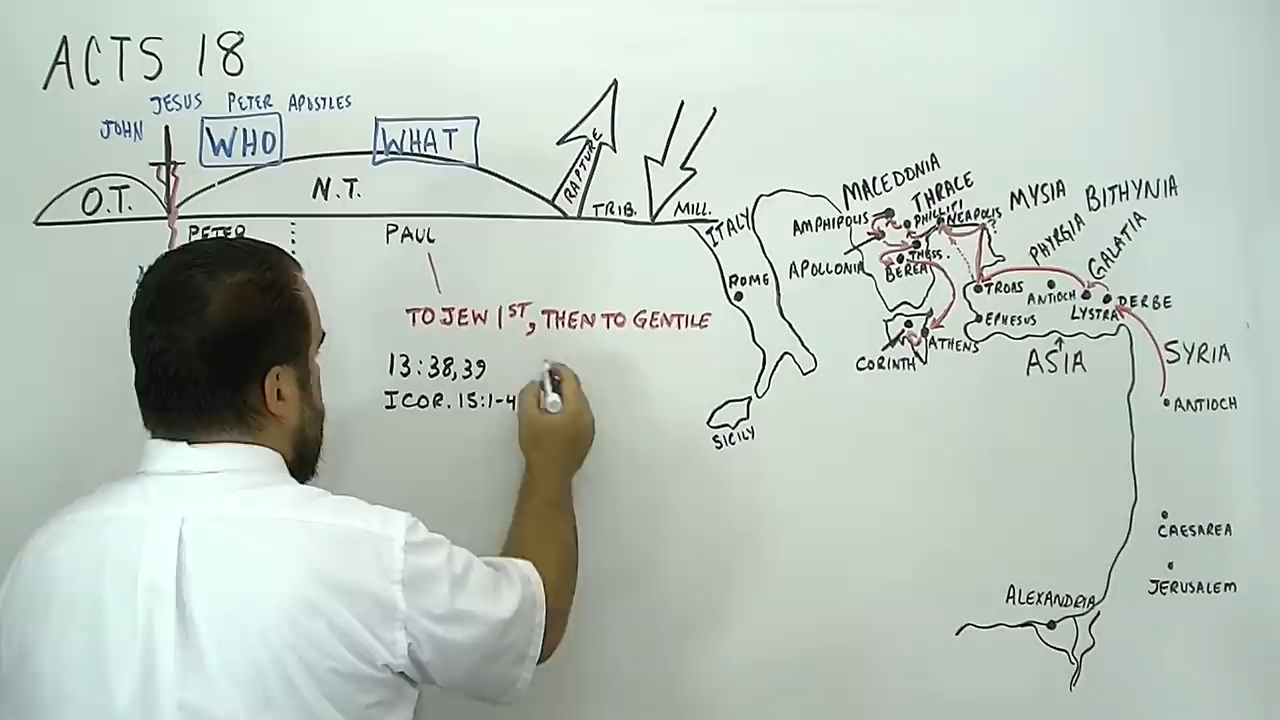 ACTS 18
JESUS PETER APOSTLES
JOHN
WHO
WHAT
O.T.
N.T.
RAPTURE
TRIB.
MILL.
PETER
PAUL
TO JEW 1ST, THEN TO GENTILE
13:38,39
I COR. 15:1-4
ITALY
ROME
SICILY
MACEDONIA
THRACE
AMPHIPOLIS
PHILLIPI
NEAPOLIS
APOLLONIA
THESS.
BEREA
CORINTH
ATHENS
MYSIA
BITHYNIA
PHYRGIA
GALATIA
TROAS
ANTIOCH
LYSTRA
DERBE
EPHESUS
ASIA
SYRIA
ANTIOCH
CAESAREA
JERUSALEM
ALEXANDRIA